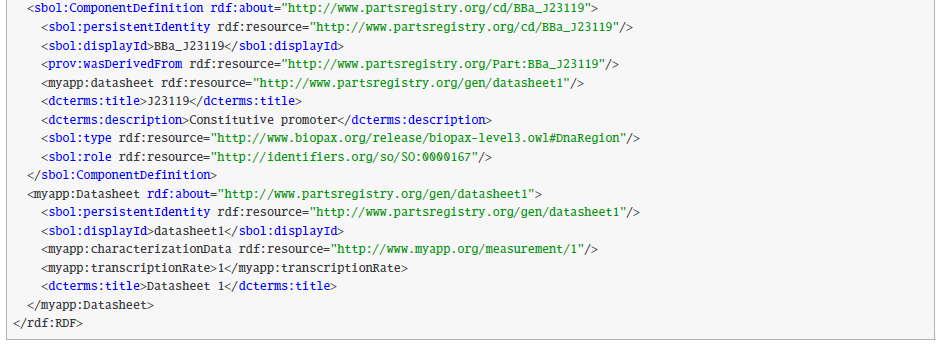 <sbol:ComponentDefinition rdf:about="http://www.partsregistry.org/cd/BBa_J23119">
<sbol:persistentIdentity rdf:resource="http://www.partsregistry.org/cd/BBa_J23119"/>
<sbol:displayId>BBa_J23119</sbol:displayId>
<prov:wasDerivedFrom rdf:resource="http://www.partsregistry.org/Part:BBa_J23119"/>
<myapp:datasheet rdf:resource="http://www.partsregistry.org/gen/datasheet1"/>
<dcterms:title>J23119</dcterms:title>
<dcterms:description>Constitutive promoter</dcterms:description>
<sbol:type rdf:resource="http://www.biopax.org/release/biopax-level3.owl#DnaRegion"/>
<sbol:role rdf:resource="http://identifiers.org/so/SO:0000167"/>
</sbol:ComponentDefinition>
<myapp:Datasheet rdf:about="http://www.partsregistry.org/gen/datasheet1">
<sbol:persistentIdentity rdf:resource="http://www.partsregistry.org/gen/datasheet1"/>
<sbol:displayId>datasheet1</sbol:displayId>
<myapp:characterizationData rdf:resource="http://www.myapp.org/measurement/1"/>
<myapp:transcriptionRate>1</myapp:transcriptionRate>
<dcterms:title>Datasheet 1</dcterms:title>
</myapp:Datasheet>
</rdf:RDF>